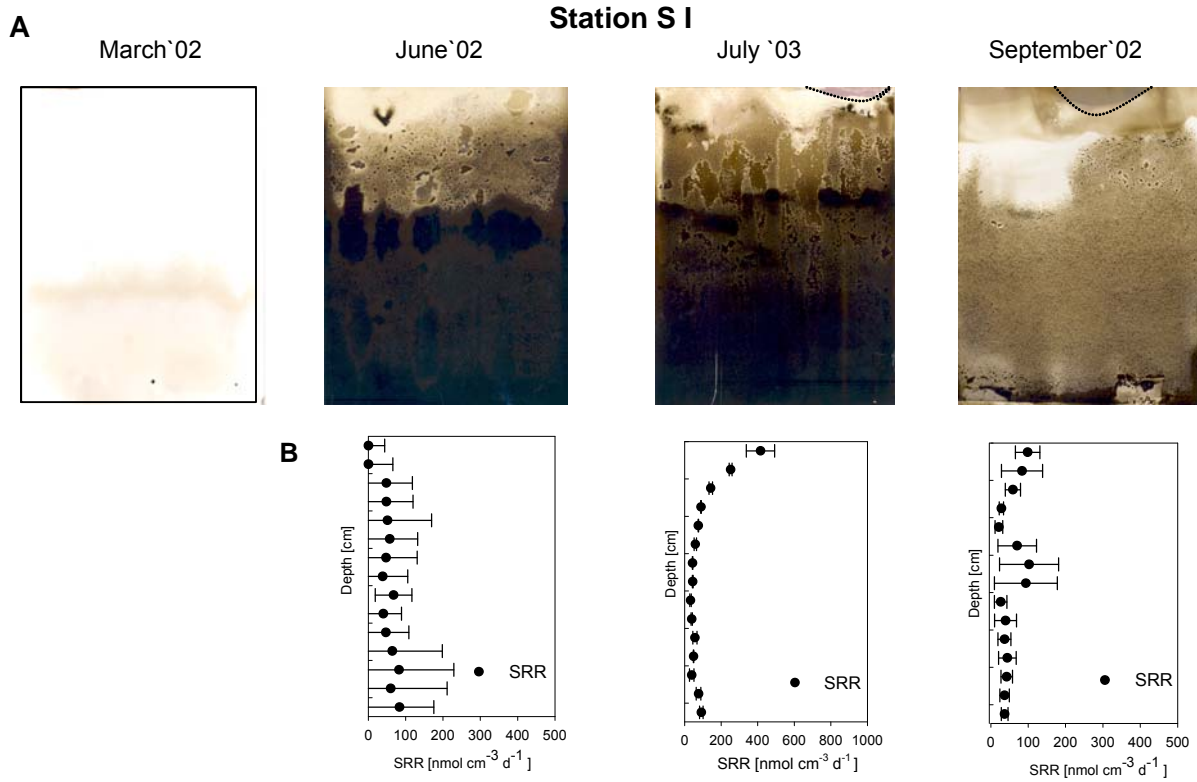 Station S I
A
March`02 June`02 July `03 September`02
B
Depth [cm]
SRR
0 100 200 300 400 500
SRR [nmol cm-3 d-1]
Depth [cm]
SRR
0 200 400 600 800 1000
SRR [nmol cm-3 d-1]
Depth [cm]
SRR
0 100 200 300 400 500
SRR [nmol cm-3 d-1]